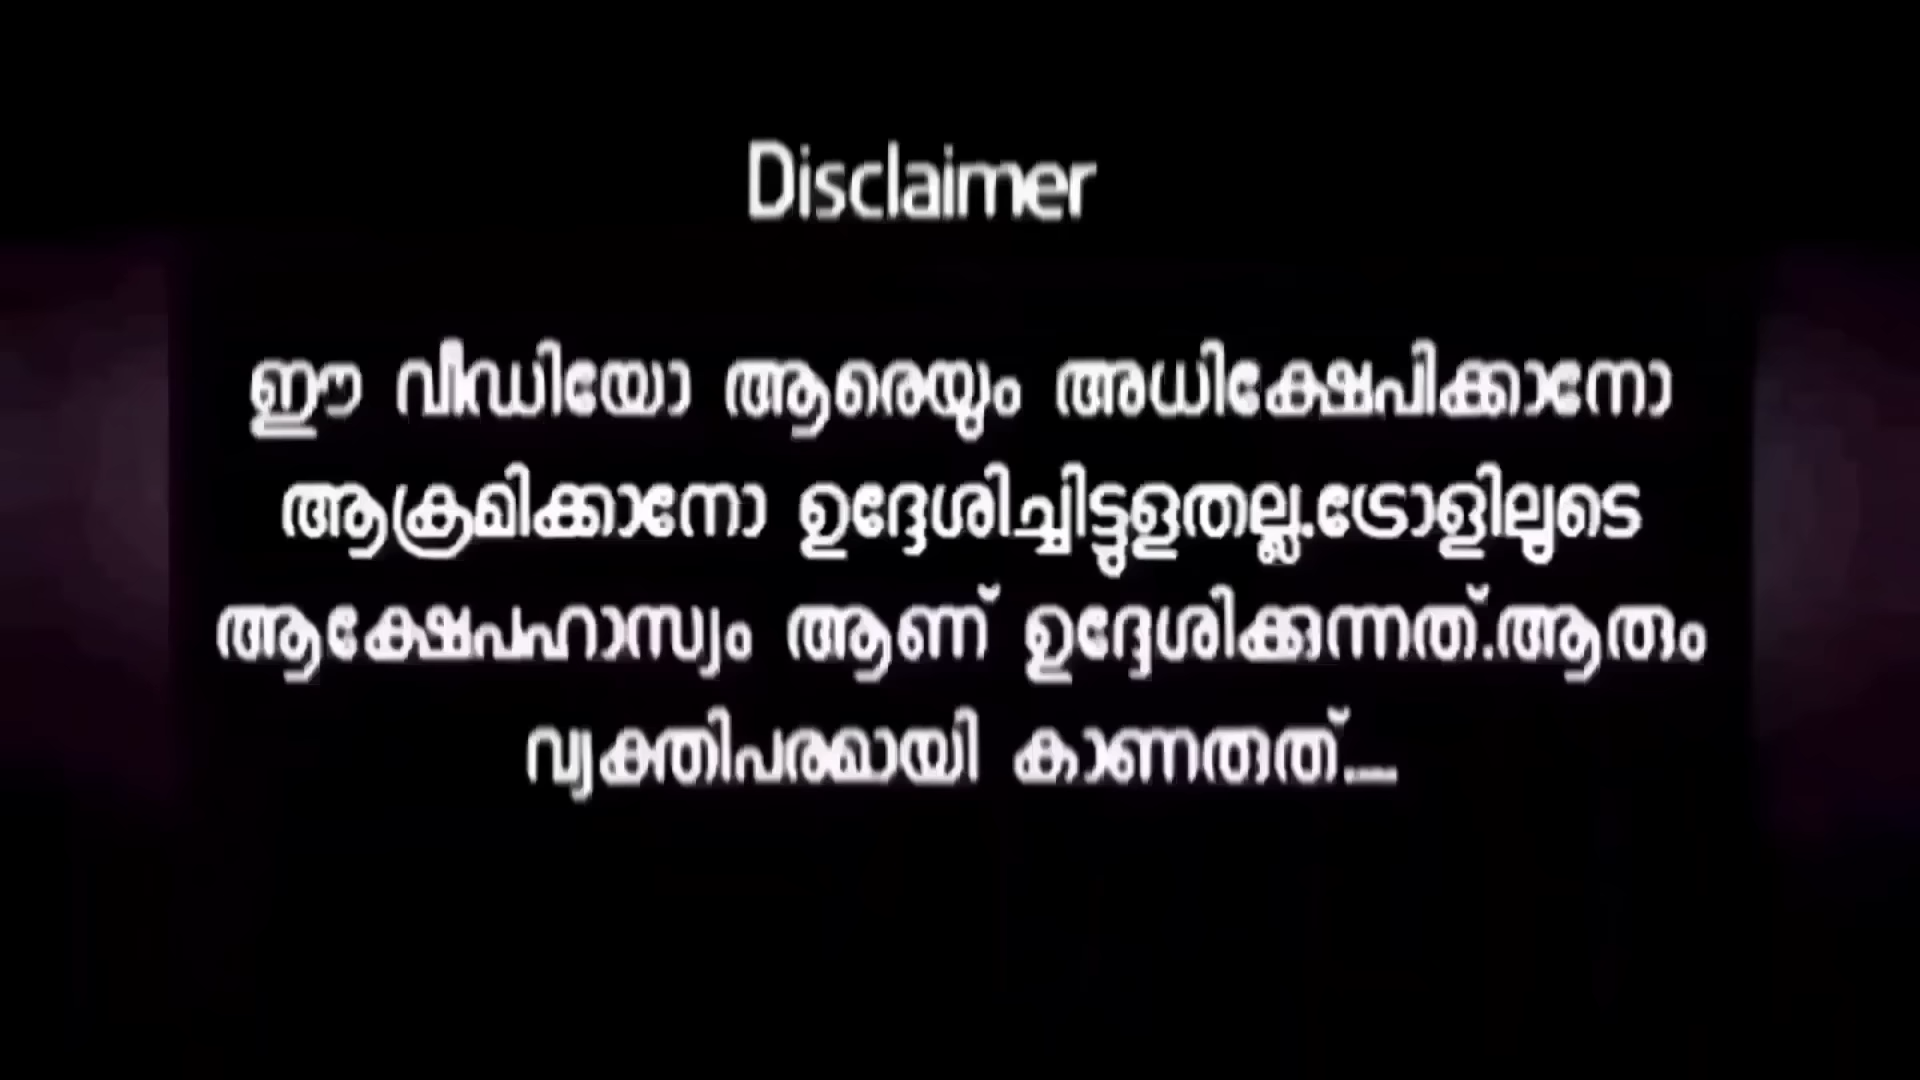 Disclaimer
ഈ വീഡിയോ ആരെയും അധിക്ഷേപിക്കാനോ
ആക്രമിക്കാനോ ഉദ്ദേശിച്ചിട്ടുളതല്ല.ട്രോളിലുടെ
ആക്ഷേപഹാസ്യം ആണ് ഉദ്ദേശിക്കുന്നത്.ആരും
വ്യക്തിപരമായി കാണരുത്....